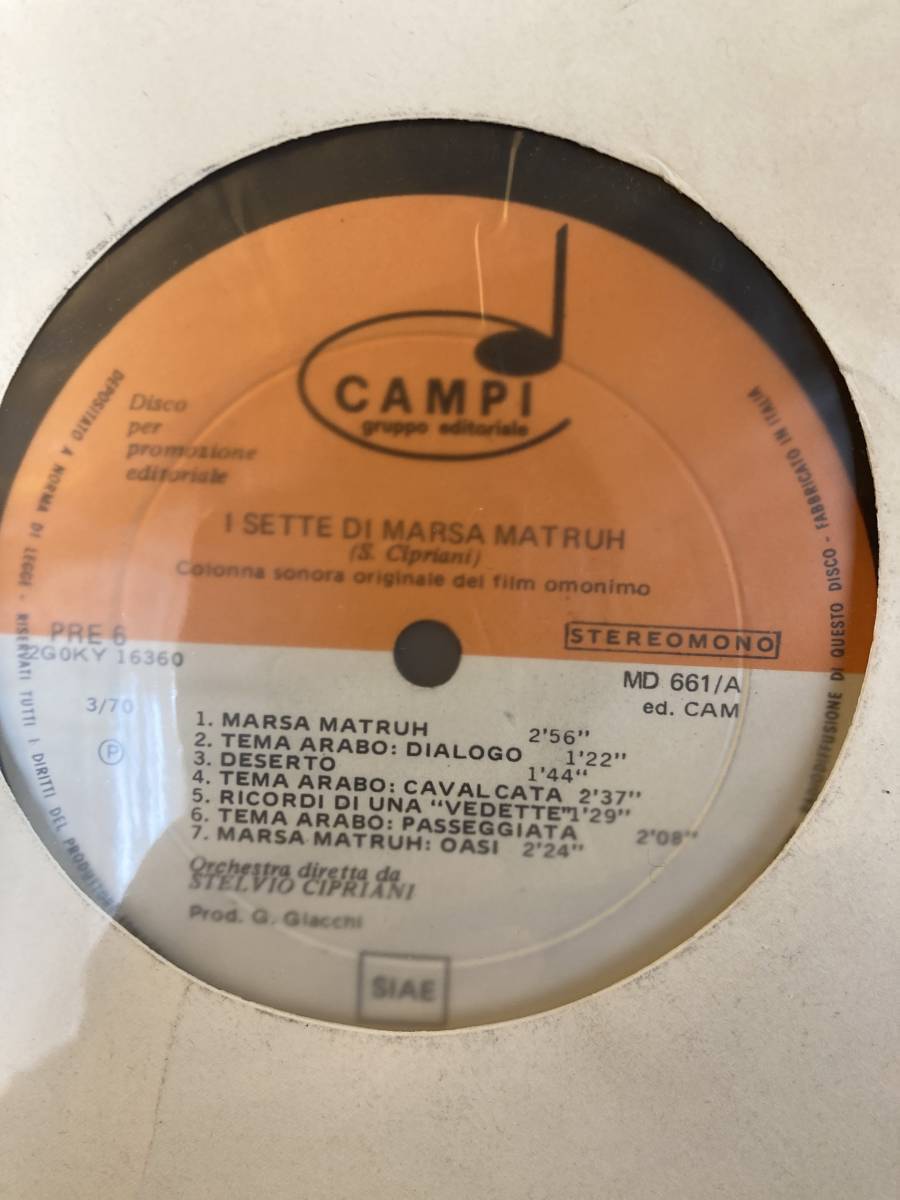 CAMPI
gruppo editoriale
Disco
per
promozione
editoriale
I SETTE DI MARSA MATRUH
(S. Cipriani)
Colonna sonora originale del film omonimo
PRE 6
2G0KY 16360
3/70
P
STEREOMONO
MD 661/A
ed. CAM
1. MARSA MATRUH 2'56"
2. TEMA ARABO: DIALOGO 1'22"
3. DESERTO 1'44"
4. TEMA ARABO: CAVALCATA 2'37"
5. RICORDI DI UNA "VEDETTE" 1'29"
6. TEMA ARABO: PASSEGGIATA 2'08"
7. MARSA MATRUH: OASI 2'24"
Orchestra diretta da
STELVIO CIPRIANI
Prod. G. Giacchi
SIAE
DEPOSITATO A NORMA DI LEGGE - RISERVATI TUTTI I DIRITTI DEL
DI QUESTO DISCO - FABBRICATO IN ITALIA